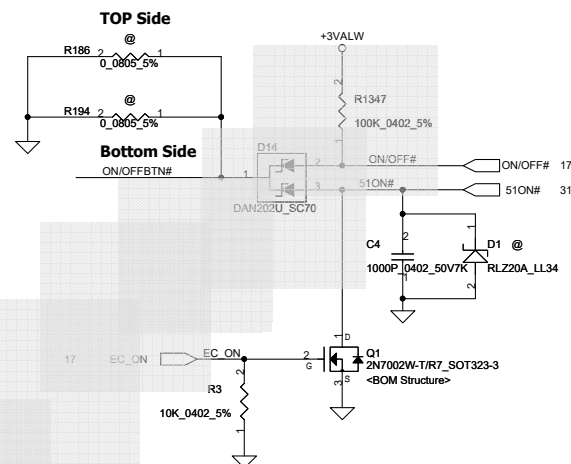 TOP Side
@
R186 2 1
0_0805_5%
@
R194 2 1
0_0805_5%
Bottom Side
ON/OFFBTN#
+3VALW
2
R1347
100K_0402_5%
1
D14
1
2
3
DAN202U_SC70
ON/OFF#
51ON#
ON/OFF# 17
51ON# 31
2
C4
1000P_0402_50V7K
1
1
D1 @
RLZ20A_LL34
2
17 EC_ON
EC_ON
2
R3
10K_0402_5%
1
1 D
2
G
Q1
2N7002W-T/R7_SOT323-3
<BOM Structure>
3 S